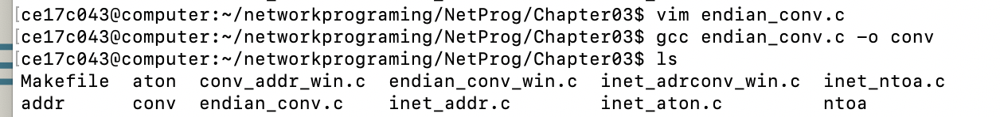 [ce17c043@computer:~/networkprograming/NetProg/Chapter03$ vim endian_conv.c
[ce17c043@computer:~/networkprograming/NetProg/Chapter03$ gcc endian_conv.c -o conv
[ce17c043@computer:~/networkprograming/NetProg/Chapter03$ ls
Makefile  aton  conv_addr_win.c  endian_conv_win.c  inet_adrconv_win.c  inet_ntoa.c
addr      conv  endian_conv.c    inet_addr.c        inet_aton.c         ntoa